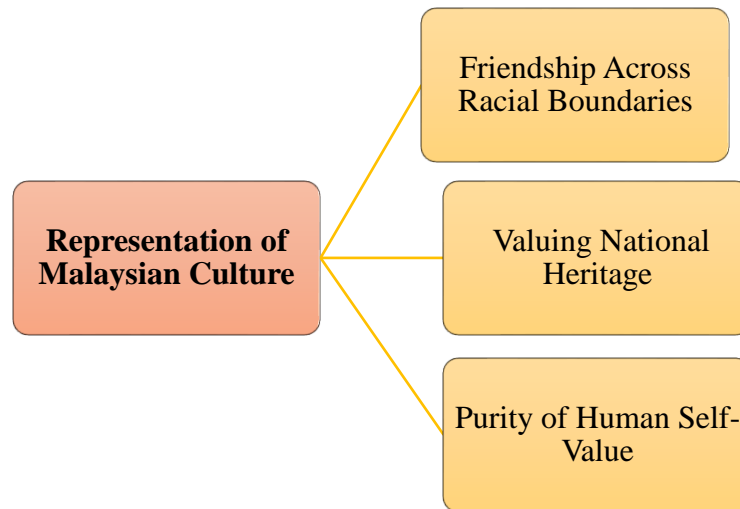 Friendship Across
Racial Boundaries
Representation of
Malaysian Culture
Valuing National
Heritage
Purity of Human Self-
Value